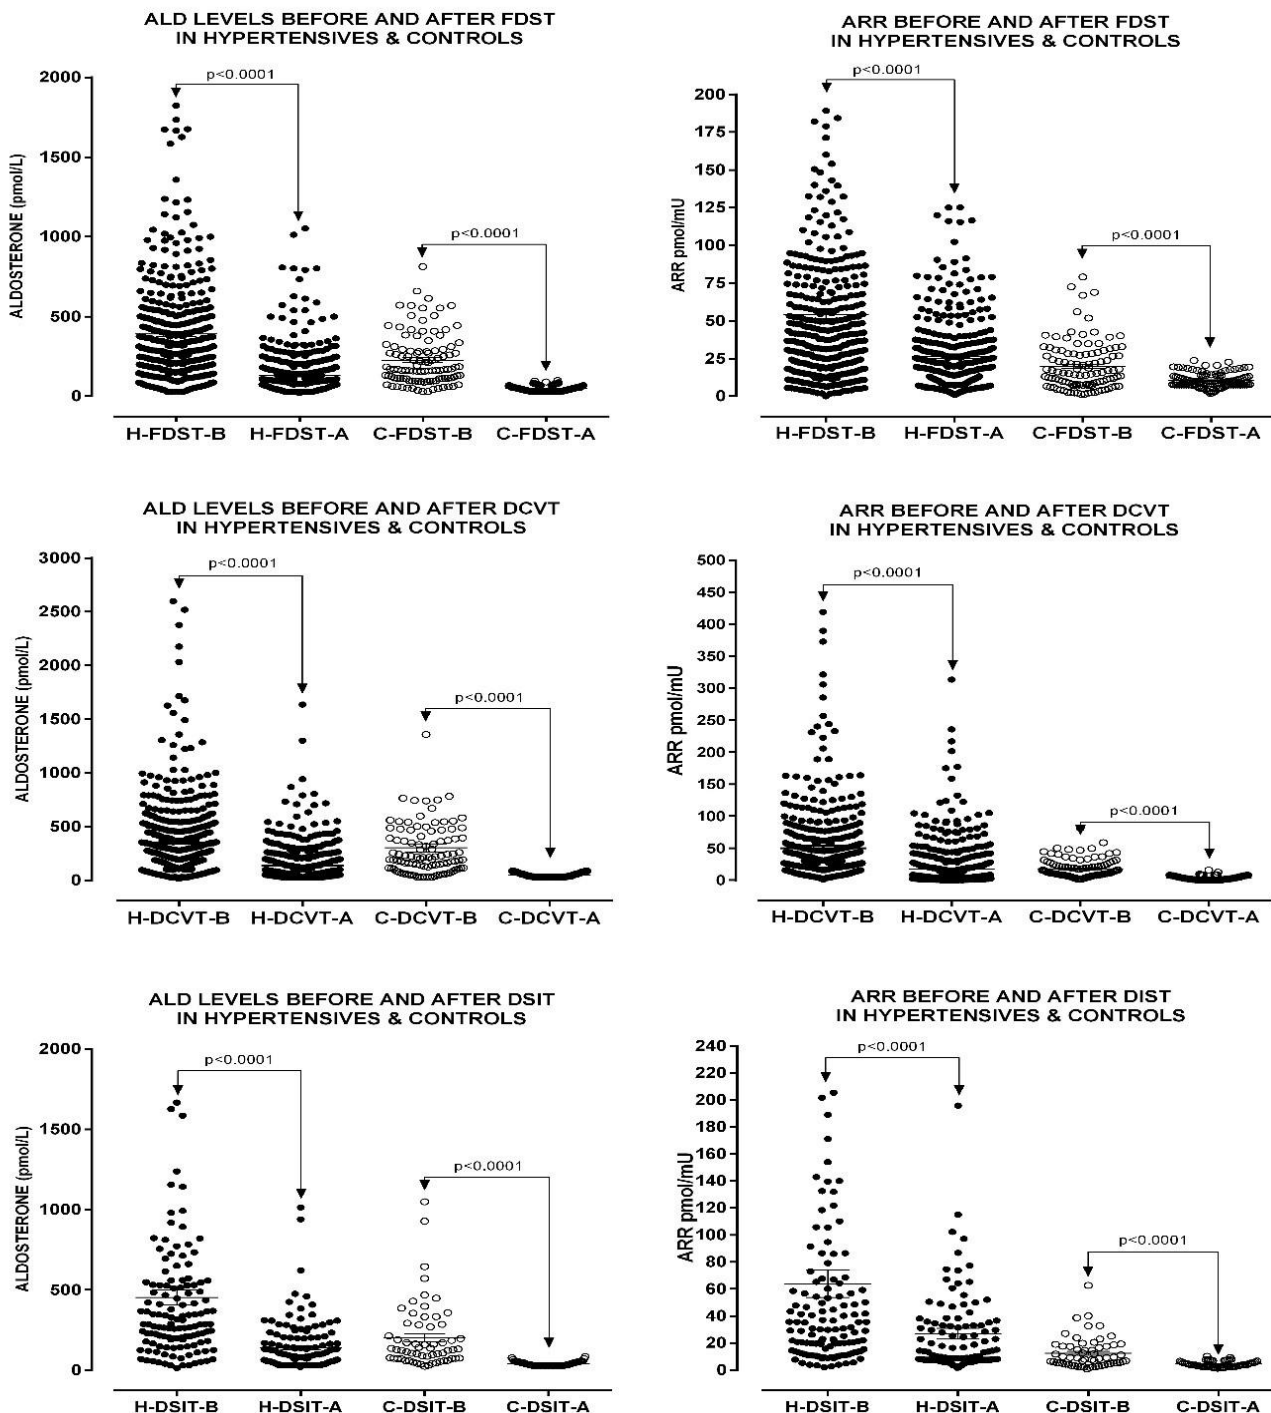 ALD LEVELS BEFORE AND AFTER FDST
IN HYPERTENSIVES & CONTROLS
p<0.0001
p<0.0001
ALDOSTERONE (pmol/L)
2000
1500
1000
500
0
H-FDST-B
H-FDST-A
C-FDST-B
C-FDST-A
ARR BEFORE AND AFTER FDST
IN HYPERTENSIVES & CONTROLS
p<0.0001
p<0.0001
ARR pmol/mU
200
175
150
125
100
75
50
25
0
H-FDST-B
H-FDST-A
C-FDST-B
C-FDST-A
ALD LEVELS BEFORE AND AFTER DCVT
IN HYPERTENSIVES & CONTROLS
p<0.0001
p<0.0001
ALDOSTERONE (pmol/L)
3000
2500
2000
1500
1000
500
0
H-DCVT-B
H-DCVT-A
C-DCVT-B
C-DCVT-A
ARR BEFORE AND AFTER DCVT
IN HYPERTENSIVES & CONTROLS
p<0.0001
p<0.0001
ARR pmol/mU
500
450
400
350
300
250
200
150
100
50
0
H-DCVT-B
H-DCVT-A
C-DCVT-B
C-DCVT-A
ALD LEVELS BEFORE AND AFTER DSIT
IN HYPERTENSIVES & CONTROLS
p<0.0001
p<0.0001
ALDOSTERONE (pmol/L)
2000
1500
1000
500
0
H-DSIT-B
H-DSIT-A
C-DSIT-B
C-DSIT-A
ARR BEFORE AND AFTER DIST
IN HYPERTENSIVES & CONTROLS
p<0.0001
p<0.0001
ARR pmol/mU
240
220
200
180
160
140
120
100
80
60
40
20
0
H-DSIT-B
H-DSIT-A
C-DSIT-B
C-DSIT-A